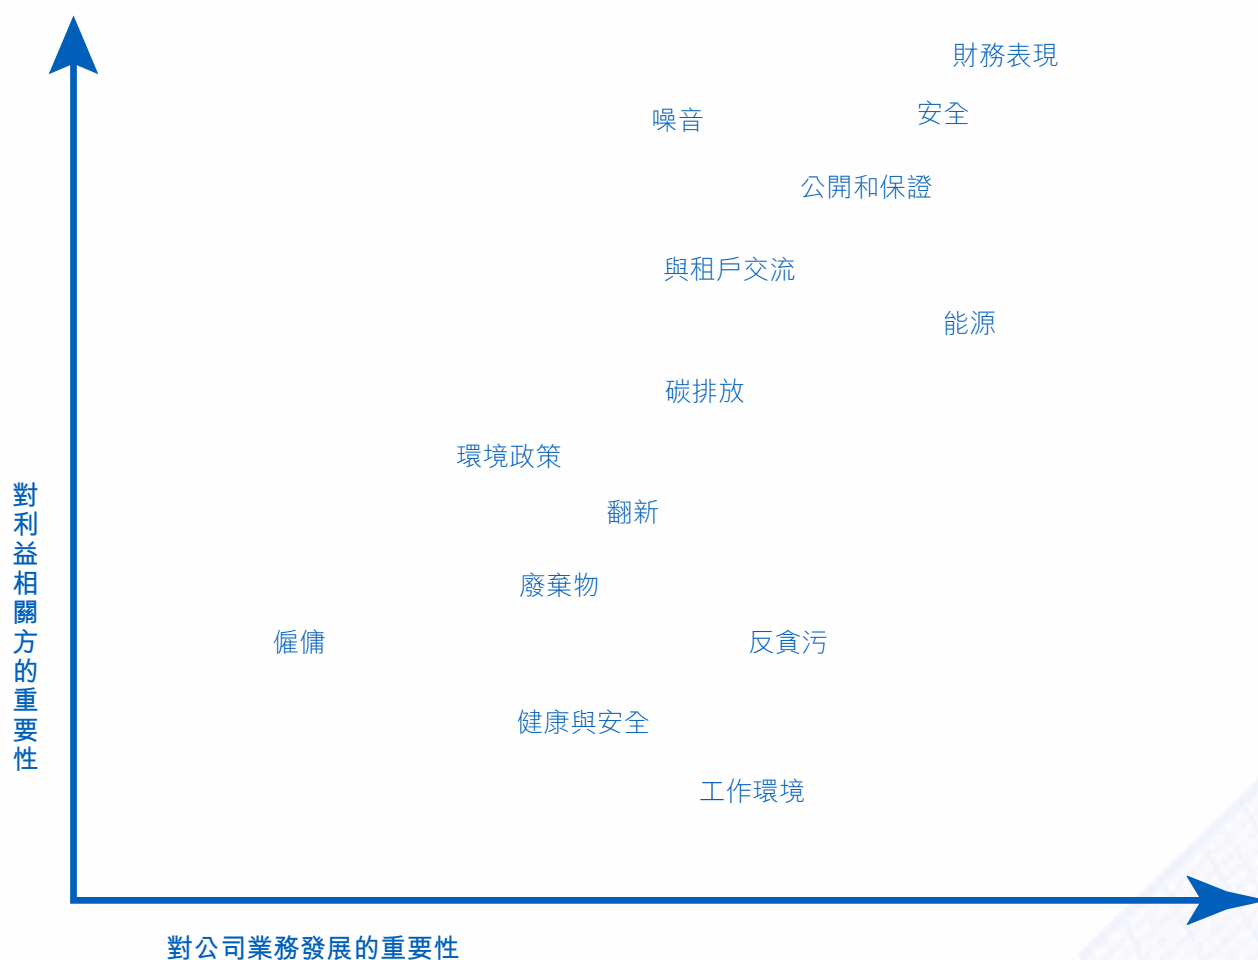 財務表現
安全
噪音
公開和保證
與租戶交流
能源
碳排放
環境政策
翻新
廢棄物
僱傭
反貪污
健康與安全
工作環境
對利益相關方的重要性
對公司業務發展的重要性